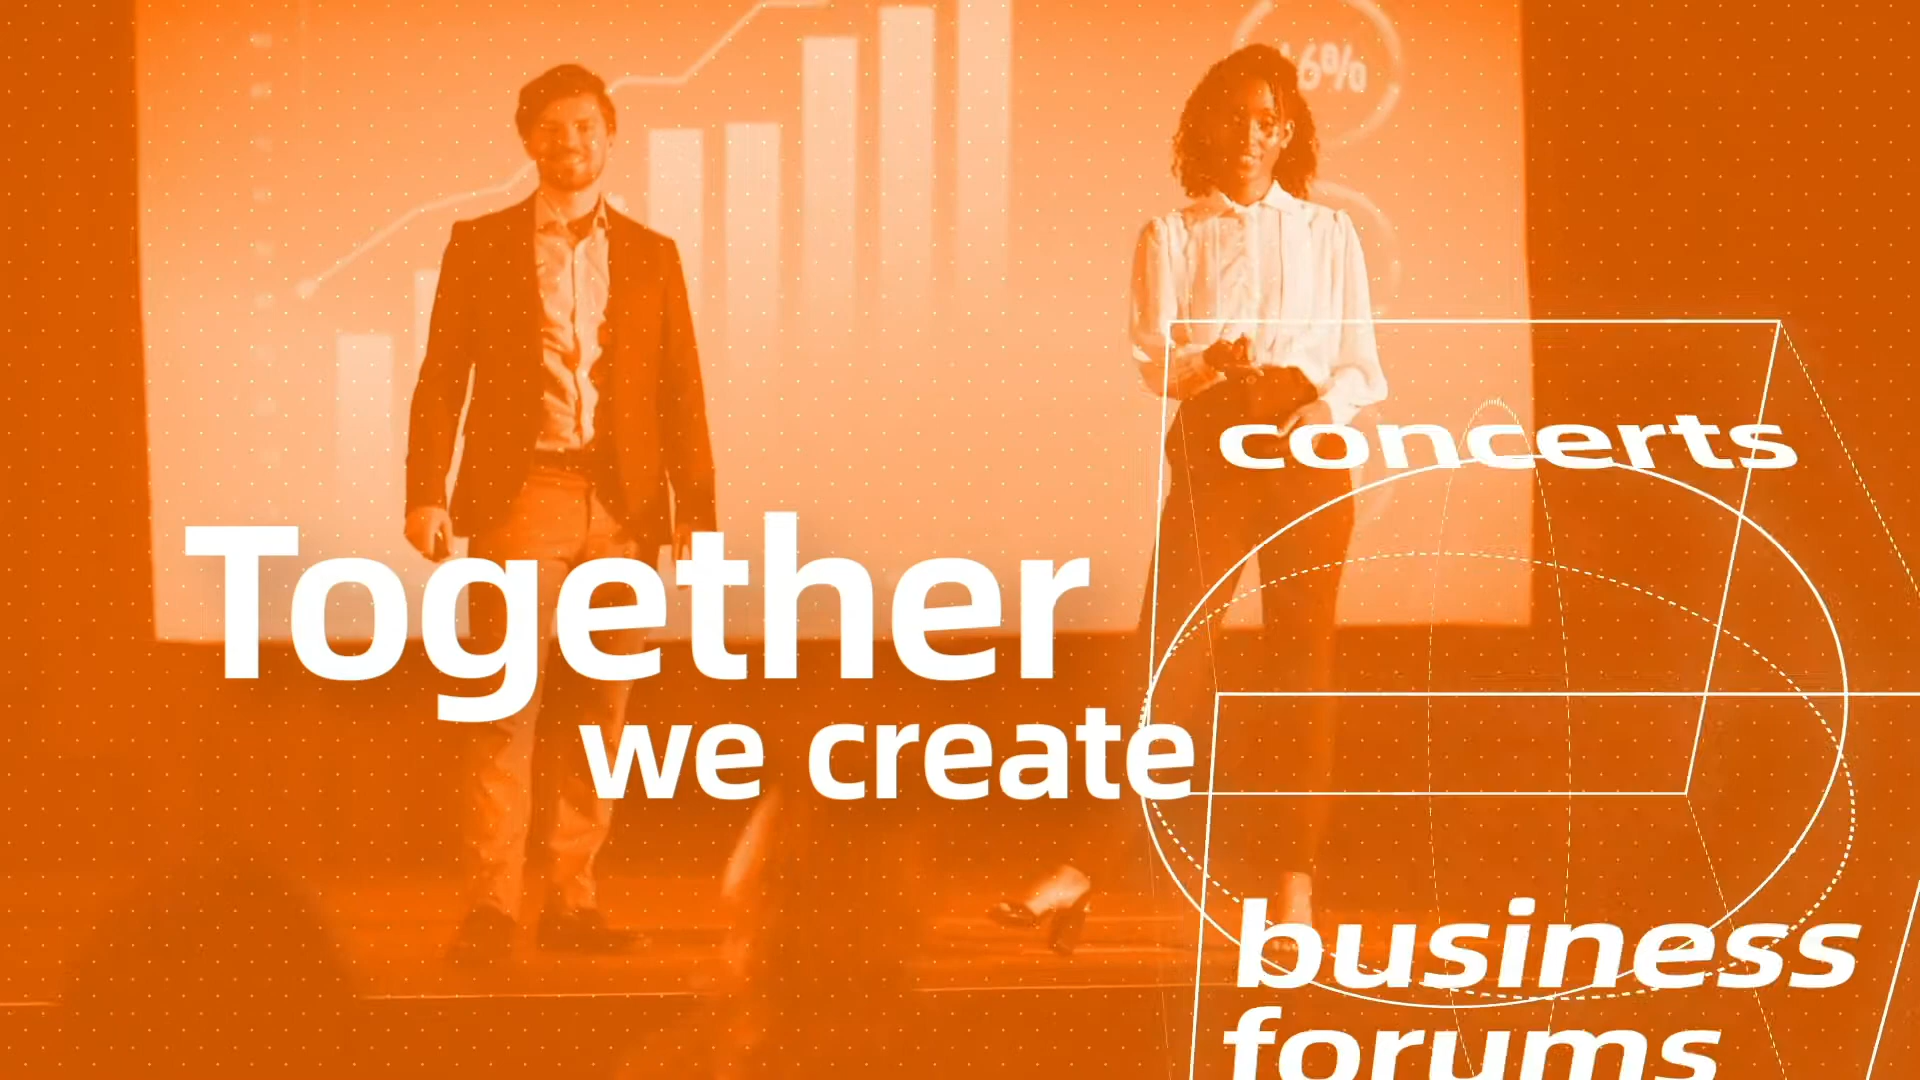 Together
we create
concerts
business
forums